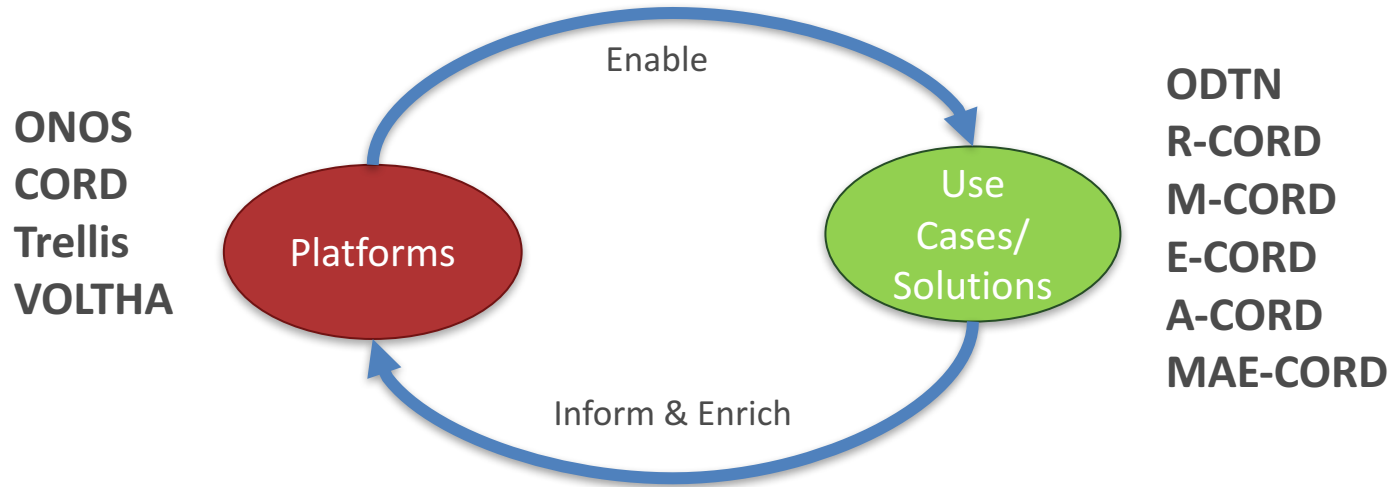 Enable
ONOS
CORD
Trellis
VOLTHA
Platforms
Use
Cases/
Solutions
ODTN
R-CORD
M-CORD
E-CORD
A-CORD
MAE-CORD
Inform & Enrich